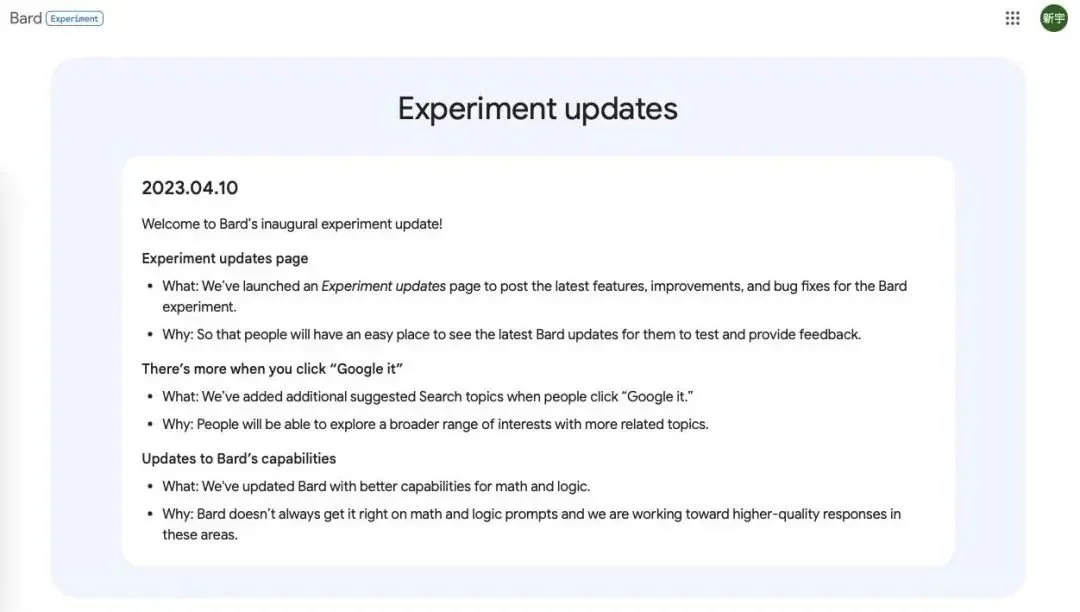 Bard Experiment
新宇
Experiment updates
2023.04.10
Welcome to Bard's inaugural experiment update!
Experiment updates page
• What: We've launched an Experiment updates page to post the latest features, improvements, and bug fixes for the Bard
experiment.
• Why: So that people will have an easy place to see the latest Bard updates for them to test and provide feedback.
There's more when you click “Google it”
• What: We've added additional suggested Search topics when people click “Google it.”
• Why: People will be able to explore a broader range of interests with more related topics.
Updates to Bard's capabilities
• What: We've updated Bard with better capabilities for math and logic.
• Why: Bard doesn't always get it right on math and logic prompts and we are working toward higher-quality responses in
these areas.